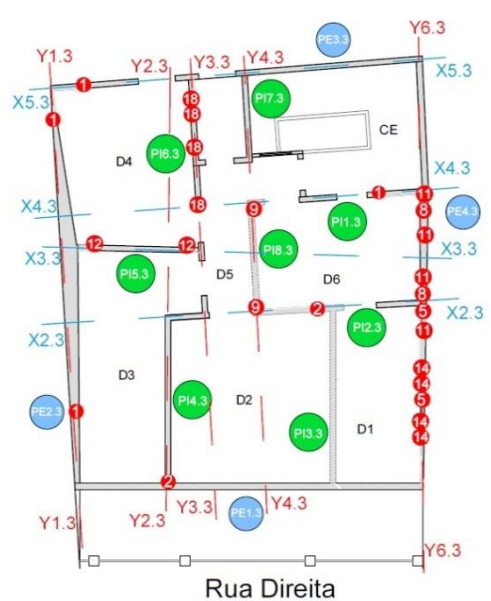 Y6.3
PE3.3
Y1.3 Y2.3 Y3.3 Y4.3
X5.3
X5.3 1
18 PI7.3
18
1
CE
18 PI6.3
D4
X4.3
1 11
18
9 8 PE4.3
X4.3
PI1.3
11
12 12 PI8.3 X3.3
X3.3
PI5.3 D5 D6 11
8
9 2 5 X2.3
PI2.3 11
X2.3
14
D3 14
PE2.3 1 PI4.3 D2 5
14
PI3.3 D1 14
2
Y1.3 Y2.3 Y3.3 PE1.3 Y4.3
Y6.3
Rua Direita